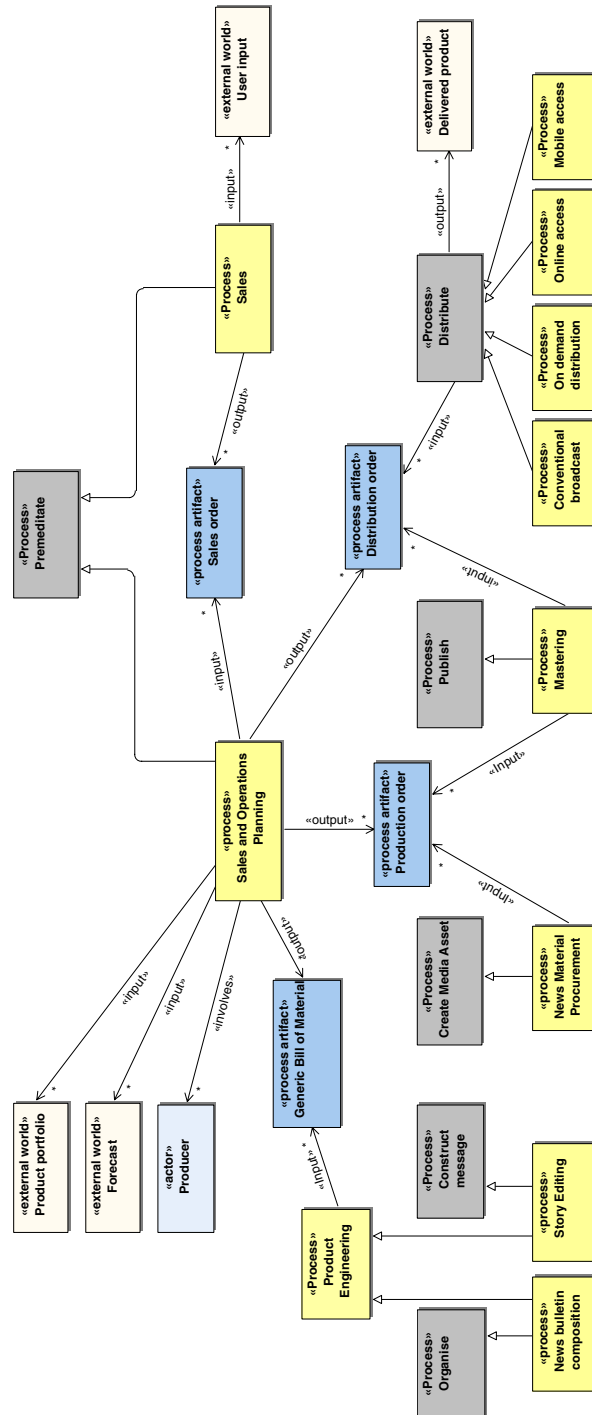 «external world»
Product portfolio
«Process»
Premeditate
«input»
*
«external world»
Forecast
«input»
*
«actor»
Producer
«involves»
*
«process»
Sales and Operations
Planning
«input»
*
«process artifact»
Sales order
«output»
*
«Process»
Sales
«input»
*
«external world»
User input
«output»
*
«process artifact»
Generic Bill of Material
«Input»
*
«Process»
Product
Engineering
«output»
*
«process artifact»
Production order
«output»
*
«process artifact»
Distribution order
«input»
*
«Input»
*
«Input»
*
«input»
*
«Process»
Organise
«Process»
Construct
message
«Process»
Create Media Asset
«Process»
Publish
«Process»
Distribute
«output»
*
«external world»
Delivered product
«process»
News bulletin
composition
«process»
Story Editing
«process»
News Material
Procurement
«Process»
Mastering
«Process»
Conventional
broadcast
«Process»
On demand
distribution
«Process»
Online access
«Process»
Mobile access